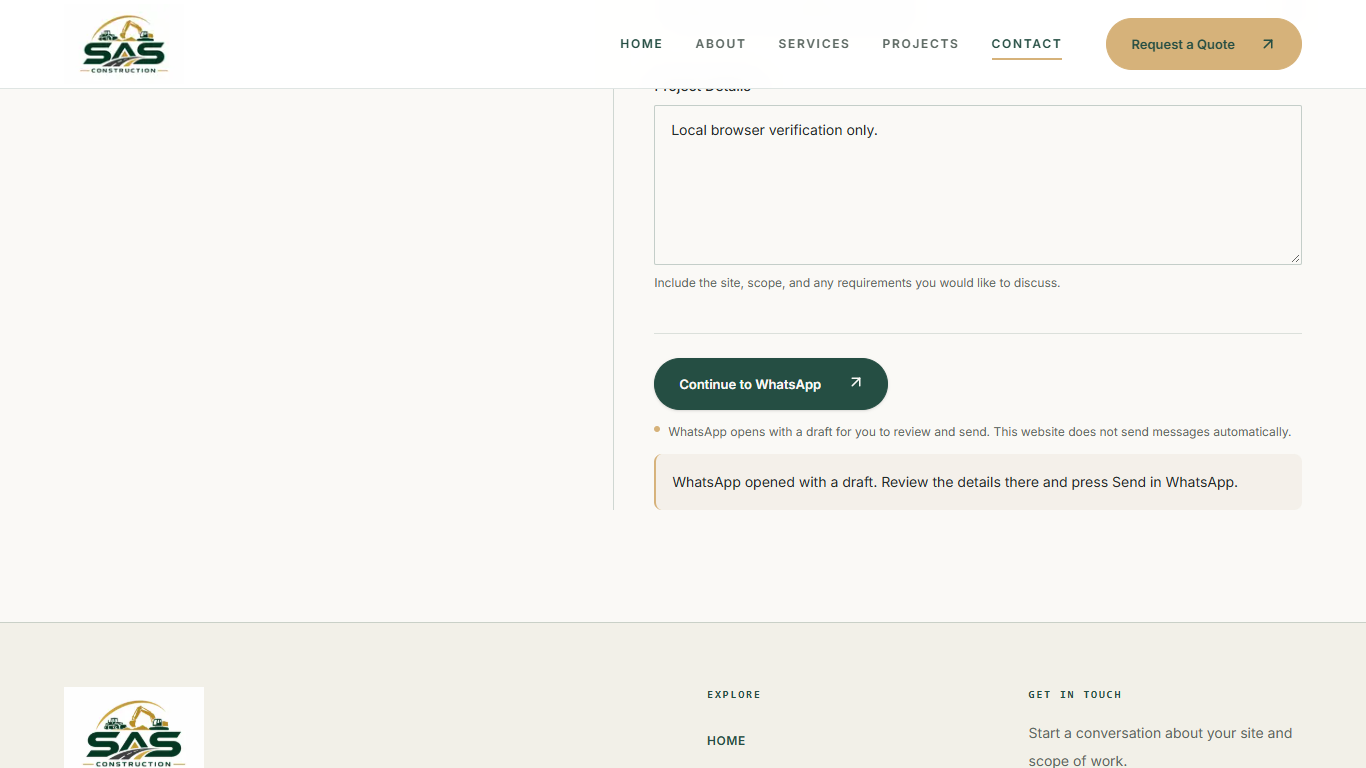 SAS
CONSTRUCTION
HOME
ABOUT
SERVICES
PROJECTS
CONTACT
Request a Quote
Project Details
Local browser verification only.
Include the site, scope, and any requirements you would like to discuss.
Continue to WhatsApp
WhatsApp opens with a draft for you to review and send. This website does not send messages automatically.
WhatsApp opened with a draft. Review the details there and press Send in WhatsApp.
SAS
CONSTRUCTION
EXPLORE
HOME
GET IN TOUCH
Start a conversation about your site and
scope of work.